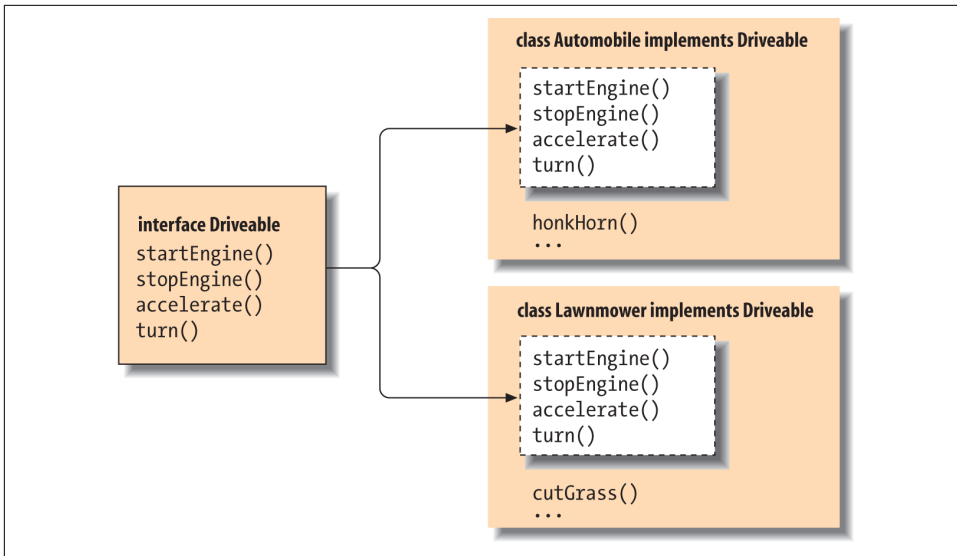 class Automobile implements Driveable
startEngine()
stopEngine()
accelerate()
turn()
honkHorn()
...
interface Driveable
startEngine()
stopEngine()
accelerate()
turn()
class Lawnmower implements Driveable
startEngine()
stopEngine()
accelerate()
turn()
cutGrass()
...